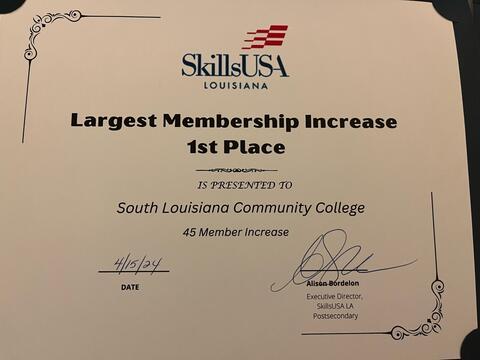 SkillsUSA
LOUISIANA
Largest Membership Increase
1st Place
IS PRESENTED TO
South Louisiana Community College
45 Member Increase
4/15/24
DATE
Alison Bordelon
Executive Director,
SkillsUSA LA
Postsecondary